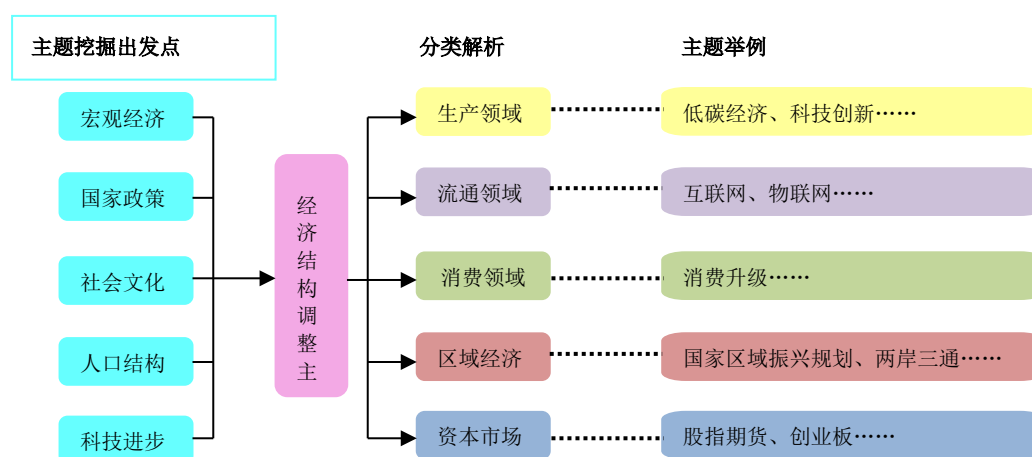 主题挖掘出发点 分类解析 主题举例
宏观经济 生产领域 低碳经济、科技创新……
国家政策 流通领域 互联网、物联网……
经济结构调整主
社会文化 消费领域 消费升级……
人口结构 区域经济 国家区域振兴规划、两岸三通……
科技进步 资本市场 股指期货、创业板……